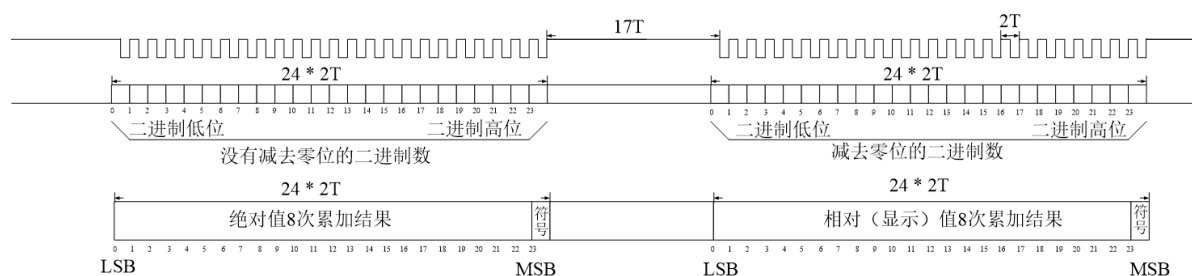 17T
2T
24 * 2T
24 * 2T
0 1 2 3 4 5 6 7 8 9 10 11 12 13 14 15 16 17 18 19 20 21 22 23
0 1 2 3 4 5 6 7 8 9 10 11 12 13 14 15 16 17 18 19 20 21 22 23
二进制低位
二进制高位
二进制低位
二进制高位
没有减去零位的二进制数
减去零位的二进制数
24 * 2T
24 * 2T
绝对值8次累加结果
符号
相对（显示）值8次累加结果
符号
0 1 2 3 4 5 6 7 8 9 10 11 12 13 14 15 16 17 18 19 20 21 22 23
0 1 2 3 4 5 6 7 8 9 10 11 12 13 14 15 16 17 18 19 20 21 22 23
LSB
MSB
LSB
MSB